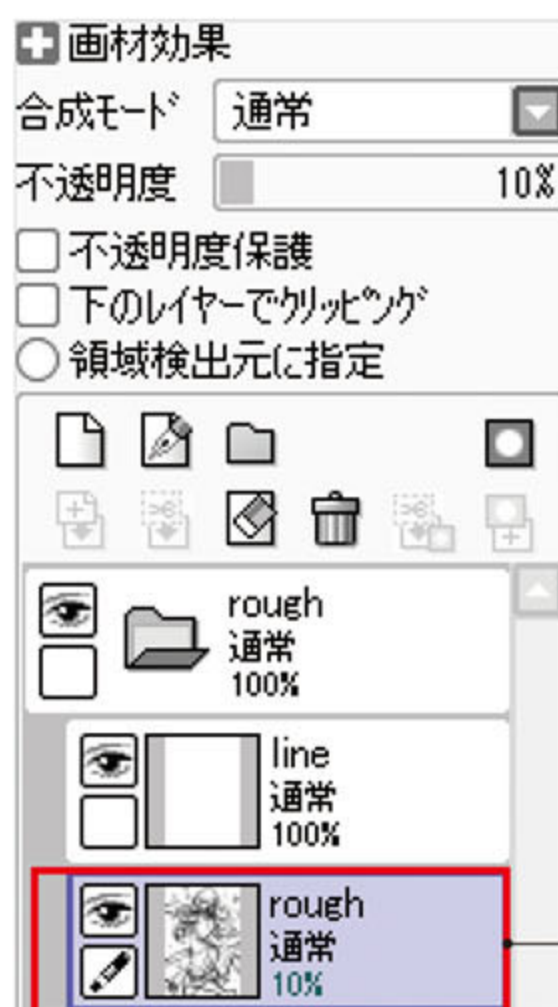 画材効果
合成モード 通常
不透明度 10%
不透明度保護
下のレイヤーでクリッピング
領域検出元に指定
rough
通常
100%
line
通常
100%
rough
通常
10%